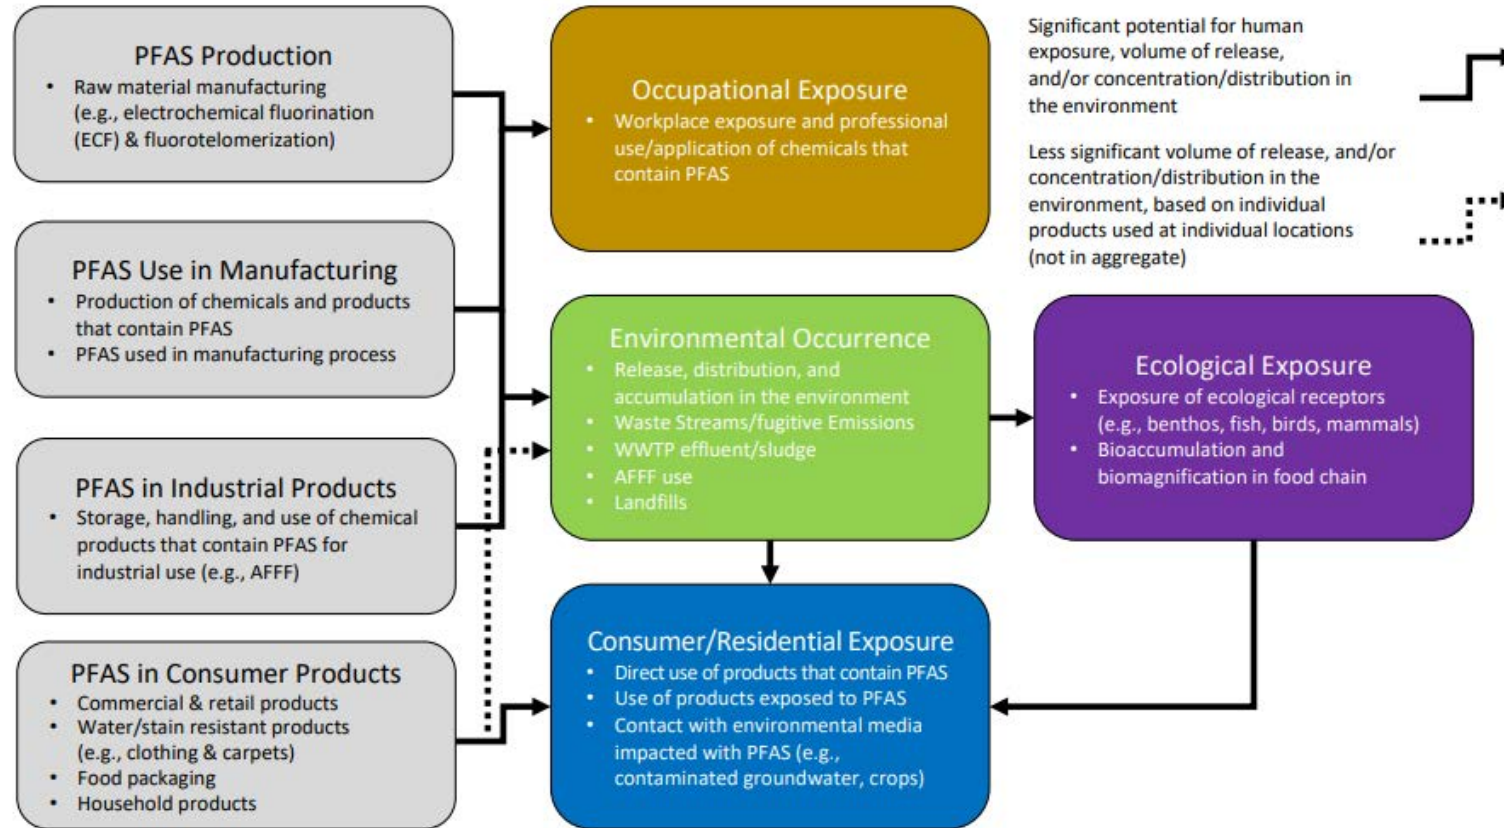 PFAS Production
• Raw material manufacturing
(e.g., electrochemical fluorination
(ECF) & fluorotelomerization)
PFAS Use in Manufacturing
• Production of chemicals and products
that contain PFAS
• PFAS used in manufacturing process
PFAS in Industrial Products
• Storage, handling, and use of chemical
products that contain PFAS for
industrial use (e.g., AFFF)
PFAS in Consumer Products
• Commercial & retail products
• Water/stain resistant products
(e.g., clothing & carpets)
• Food packaging
• Household products
Occupational Exposure
• Workplace exposure and professional
use/application of chemicals that
contain PFAS
Environmental Occurrence
• Release, distribution, and
accumulation in the environment
• Waste Streams/fugitive Emissions
• WWTP effluent/sludge
• AFFF use
• Landfills
Consumer/Residential Exposure
• Direct use of products that contain PFAS
• Use of products exposed to PFAS
• Contact with environmental media
impacted with PFAS (e.g.,
contaminated groundwater, crops)
Significant potential for human
exposure, volume of release,
and/or concentration/distribution in
the environment
Less significant volume of release, and/or
concentration/distribution in the
environment, based on individual
products used at individual locations
(not in aggregate)
Ecological Exposure
• Exposure of ecological receptors
(e.g., benthos, fish, birds, mammals)
• Bioaccumulation and
biomagnification in food chain